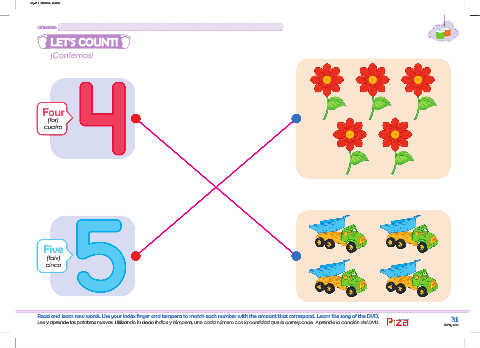 LET'S COUNT!
¡Contemos!
4
Four
(for)
cuatro
5
Five
(faiv)
cinco
Read and learn new words. Use your index finger and tempera to match each number with the amount that correspond. Learn the song of the DVD.
Lee y aprende las palabras nuevas. Utilizando tu dedo índice y témpera, une cada número con la cantidad que le corresponde. Aprende la canción del DVD.